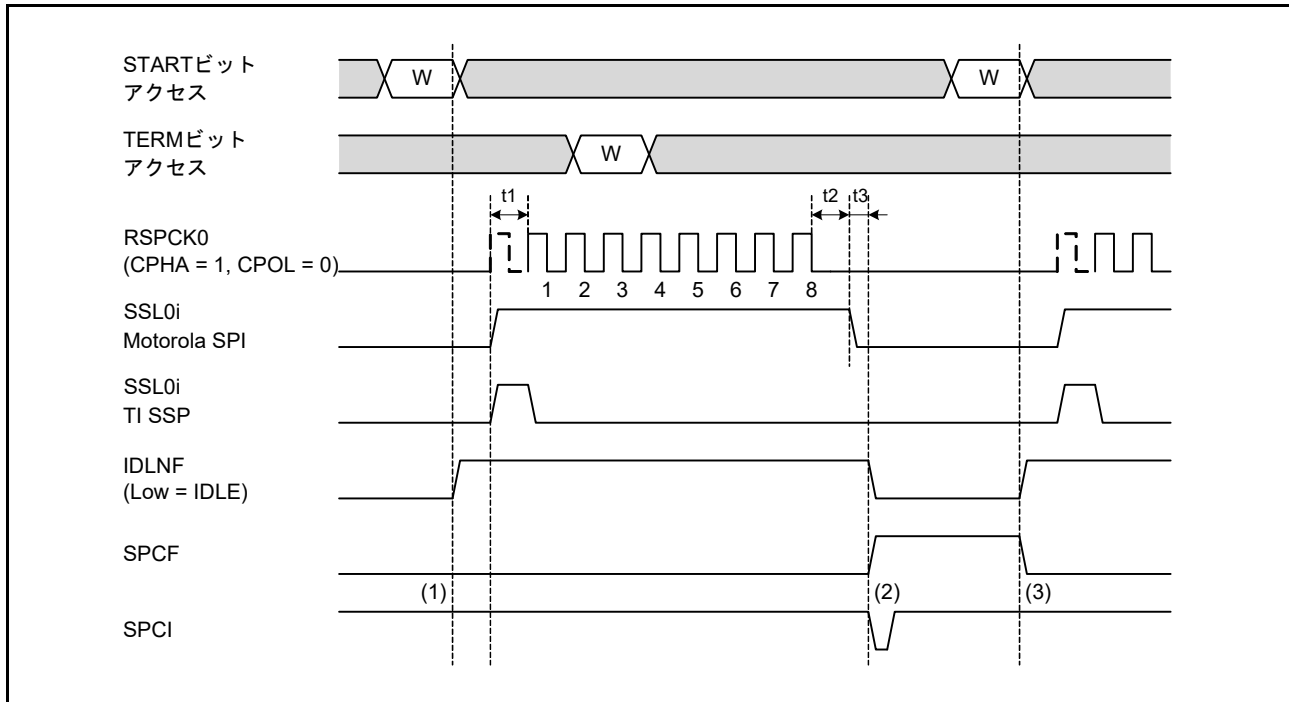 STARTビット
アクセス
W
W
TERMビット
アクセス
W
t1
t2
t3
RSPCK0
(CPHA = 1, CPOL = 0)
1 2 3 4 5 6 7 8
SSL0i
Motorola SPI
SSL0i
TI SSP
IDLNF
(Low = IDLE)
SPCF
(1)
(2)
(3)
SPCI